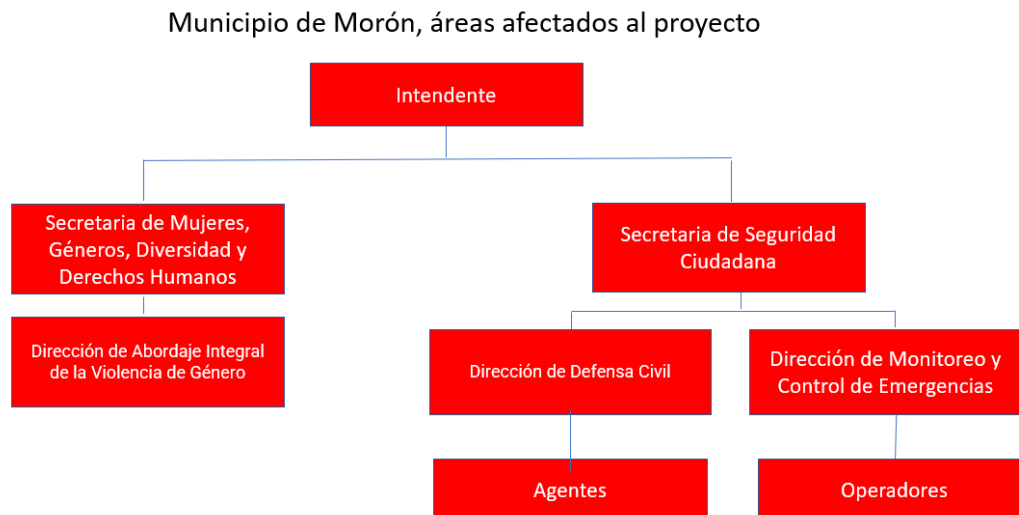 Municipio de Morón, áreas afectados al proyecto
Intendente
Secretaria de Mujeres,
Géneros, Diversidad y
Derechos Humanos
Secretaria de Seguridad
Ciudadana
Dirección de Abordaje Integral
de la Violencia de Género
Dirección de Defensa Civil
Dirección de Monitoreo y
Control de Emergencias
Agentes
Operadores